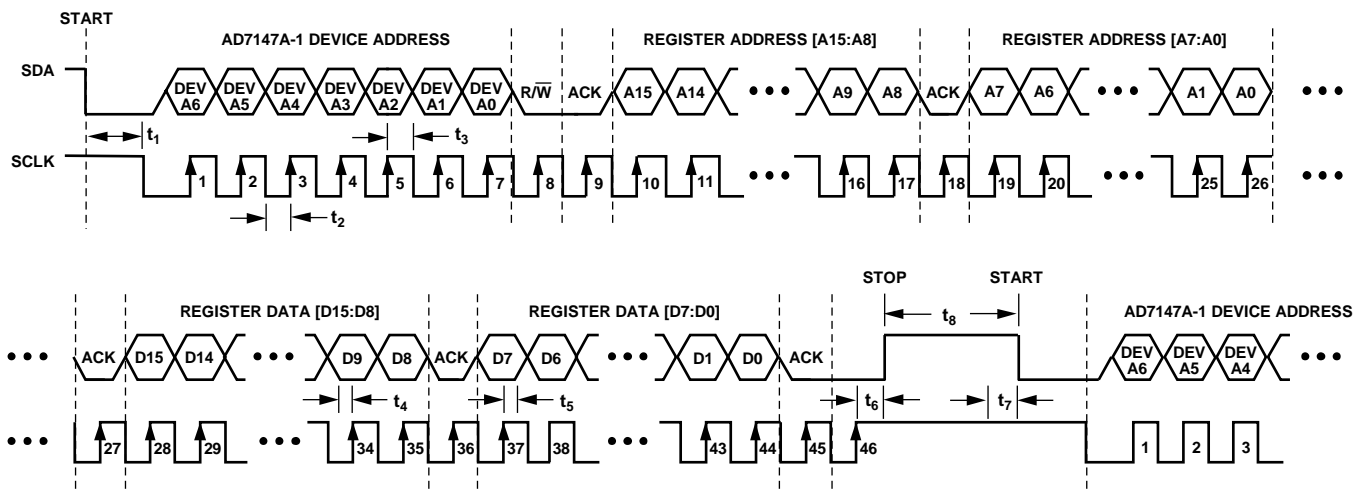 START
AD7147A-1 DEVICE ADDRESS
REGISTER ADDRESS [A15:A8]
REGISTER ADDRESS [A7:A0]
SDA
DEV A6 DEV A5 DEV A4 DEV A3 DEV A2 DEV A1 DEV A0 R/W̅ ACK A15 A14 ••• A9 A8 ACK A7 A6 ••• A1 A0 •••
t1 t3
SCLK
1 2 3 4 5 6 7 8 9 10 11 ••• 16 17 18 19 20 ••• 25 26 •••
t2
STOP START
REGISTER DATA [D15:D8]
REGISTER DATA [D7:D0]
t8
AD7147A-1 DEVICE ADDRESS
••• ACK D15 D14 ••• D9 D8 ACK D7 D6 ••• D1 D0 ACK DEV A6 DEV A5 DEV A4 •••
t4 t5 t6 t7
••• 27 28 29 ••• 34 35 36 37 38 ••• 43 44 45 46 1 2 3 •••